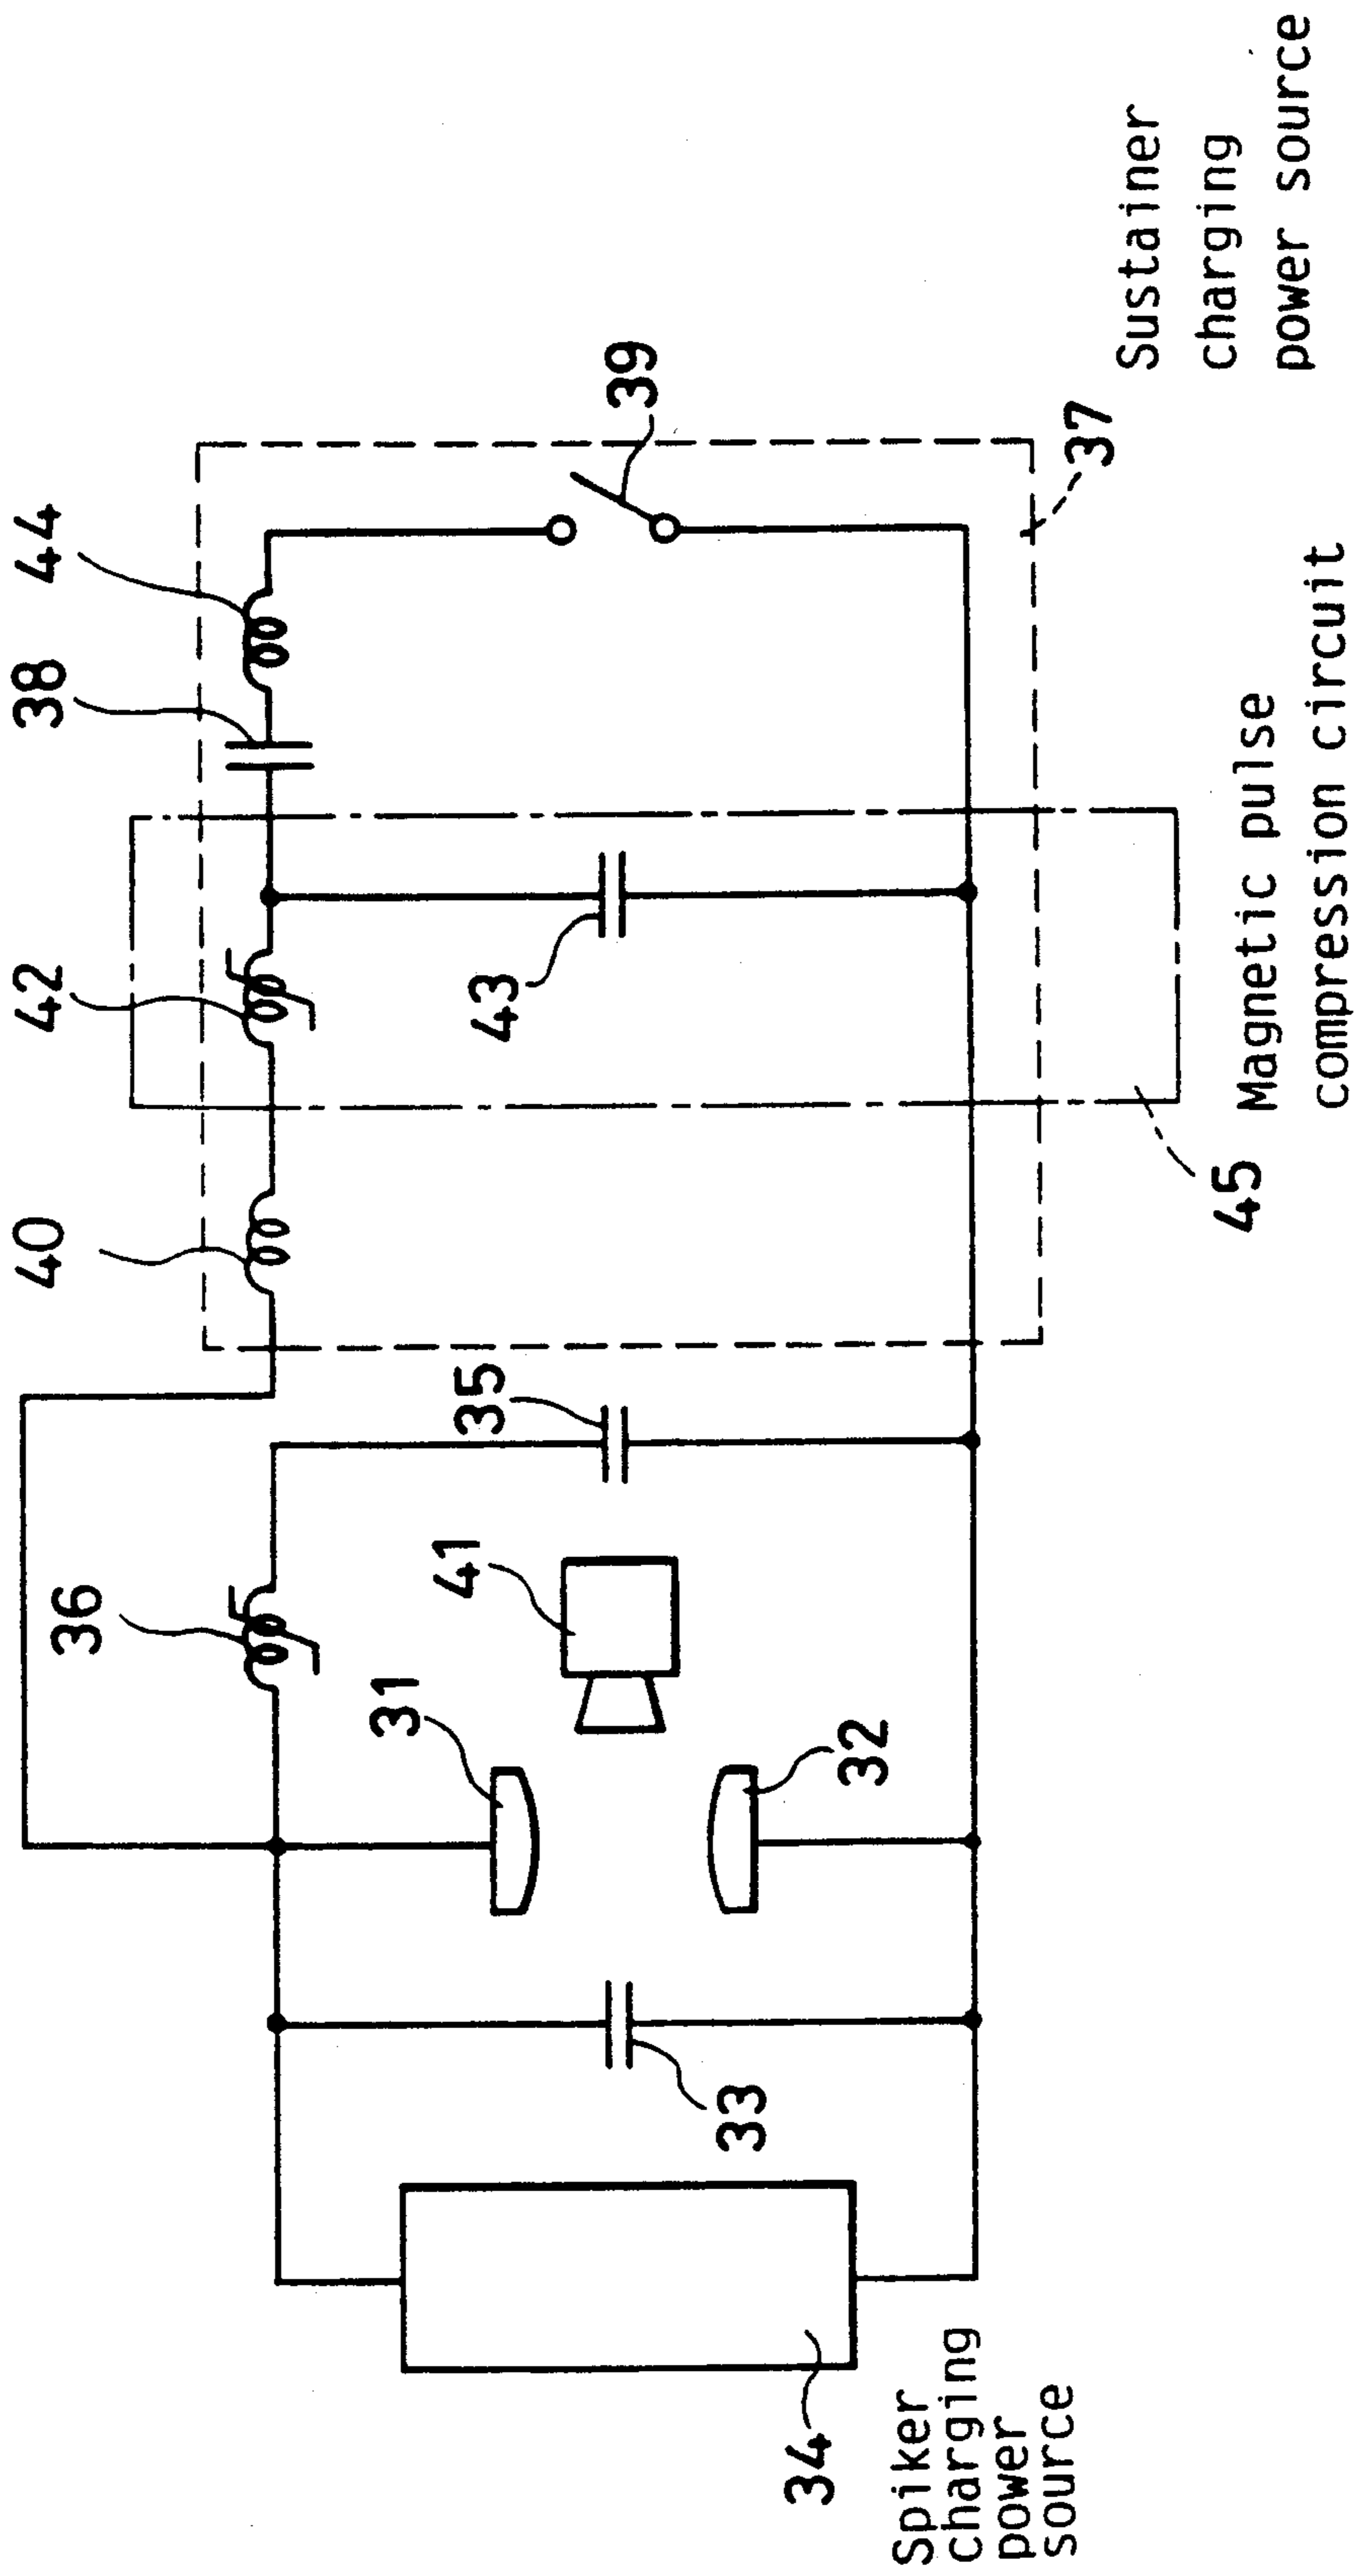 44
38
42
40
36
39
43
35
41
31
32
33
37
Sustainer
charging
power source
45
Magnetic pulse
compression circuit
34
Spiker
charging
power
source